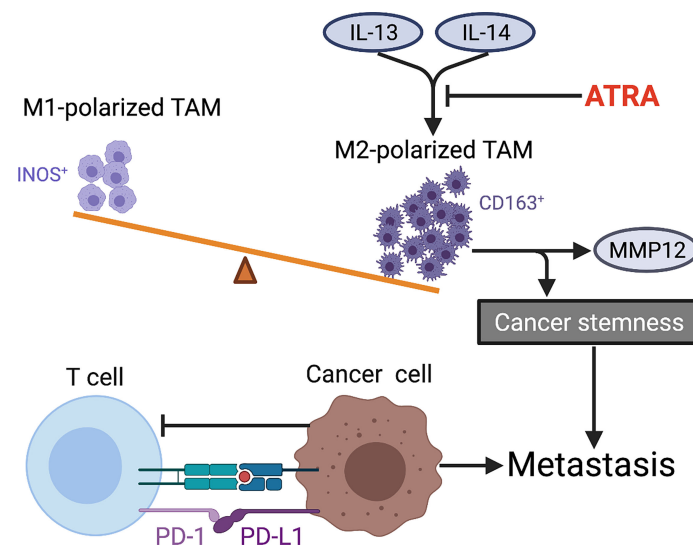 IL-13
IL-14
ATRA
M1-polarized TAM
M2-polarized TAM
INOS⁺
CD163⁺
MMP12
Cancer stemness
T cell
Cancer cell
Metastasis
PD-1
PD-L1